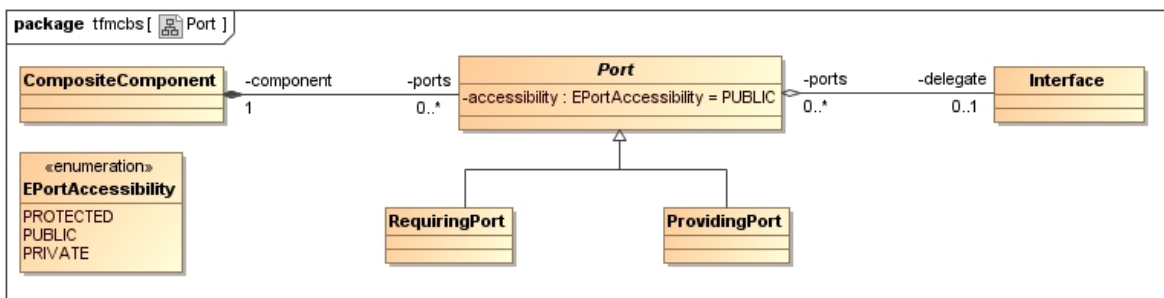 package tfmcbs [ Port ]
CompositeComponent
-component
1
-ports
0..*
Port
-accessibility : EPortAccessibility = PUBLIC
-ports
0..*
-delegate
0..1
Interface
«enumeration»
EPortAccessibility
PROTECTED
PUBLIC
PRIVATE
RequiringPort
ProvidingPort